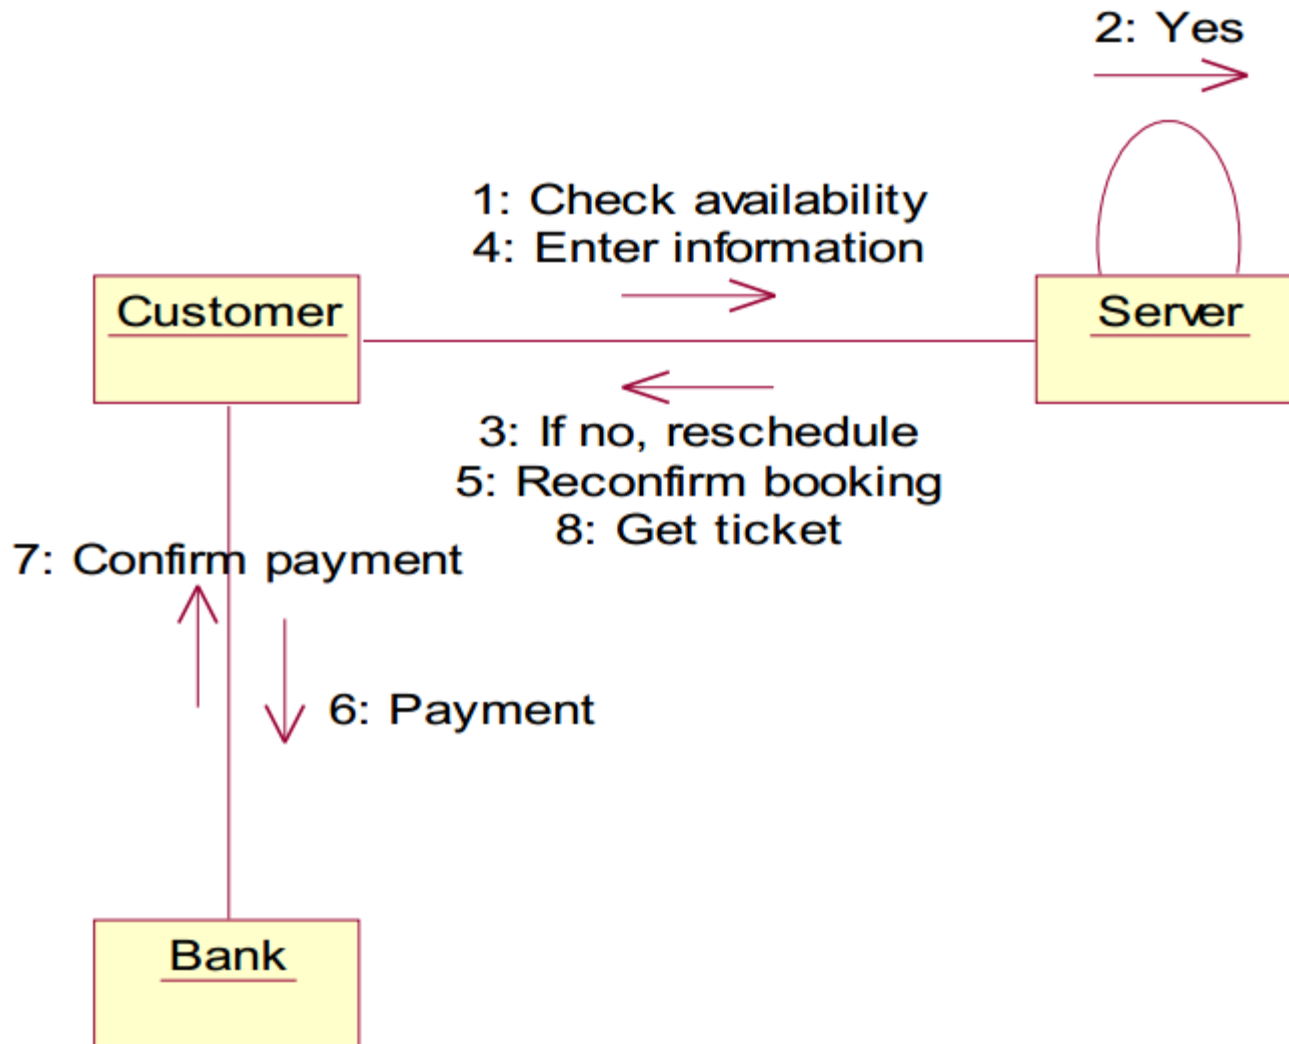 2: Yes
1: Check availability
4: Enter information
Customer
Server
3: If no, reschedule
5: Reconfirm booking
8: Get ticket
7: Confirm payment
6: Payment
Bank